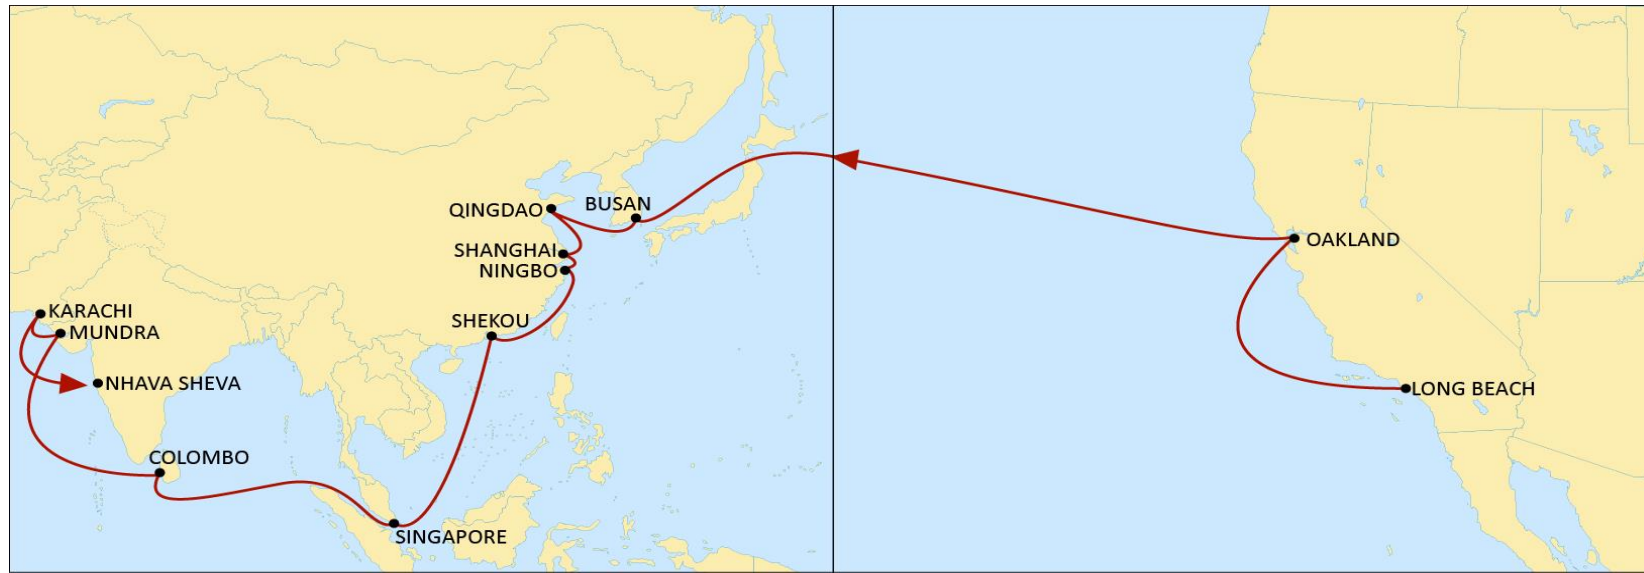 BUSAN
QINGDAO
OAKLAND
SHANGHAI
NINGBO
KARACHI
SHEKOU
MUNDRA
NHAVA SHEVA
LONG BEACH
COLOMBO
SINGAPORE